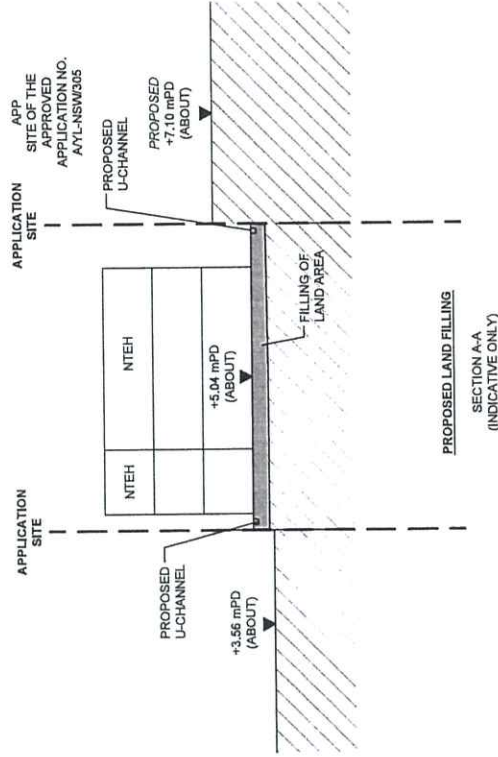 APPLICATION
SITE
APP
SITE OF THE
APPROVED
APPLICATION NO.
A/YL-NSW/305
APPLICATION
SITE
PROPOSED
U-CHANNEL
PROPOSED
+7.10 mPD
(ABOUT)
NTEH
NTEH
+5.04 mPD
(ABOUT)
PROPOSED
U-CHANNEL
+3.56 mPD
(ABOUT)
FILLING OF
LAND AREA
PROPOSED LAND FILLING
SECTION A-A
(INDICATIVE ONLY)